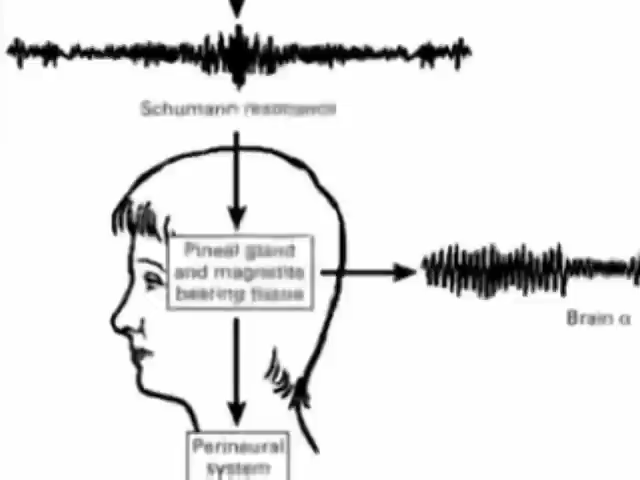 Schumann resonance
Pineal gland
and magnetite
bearing tissue
Brain α
Perineural
system